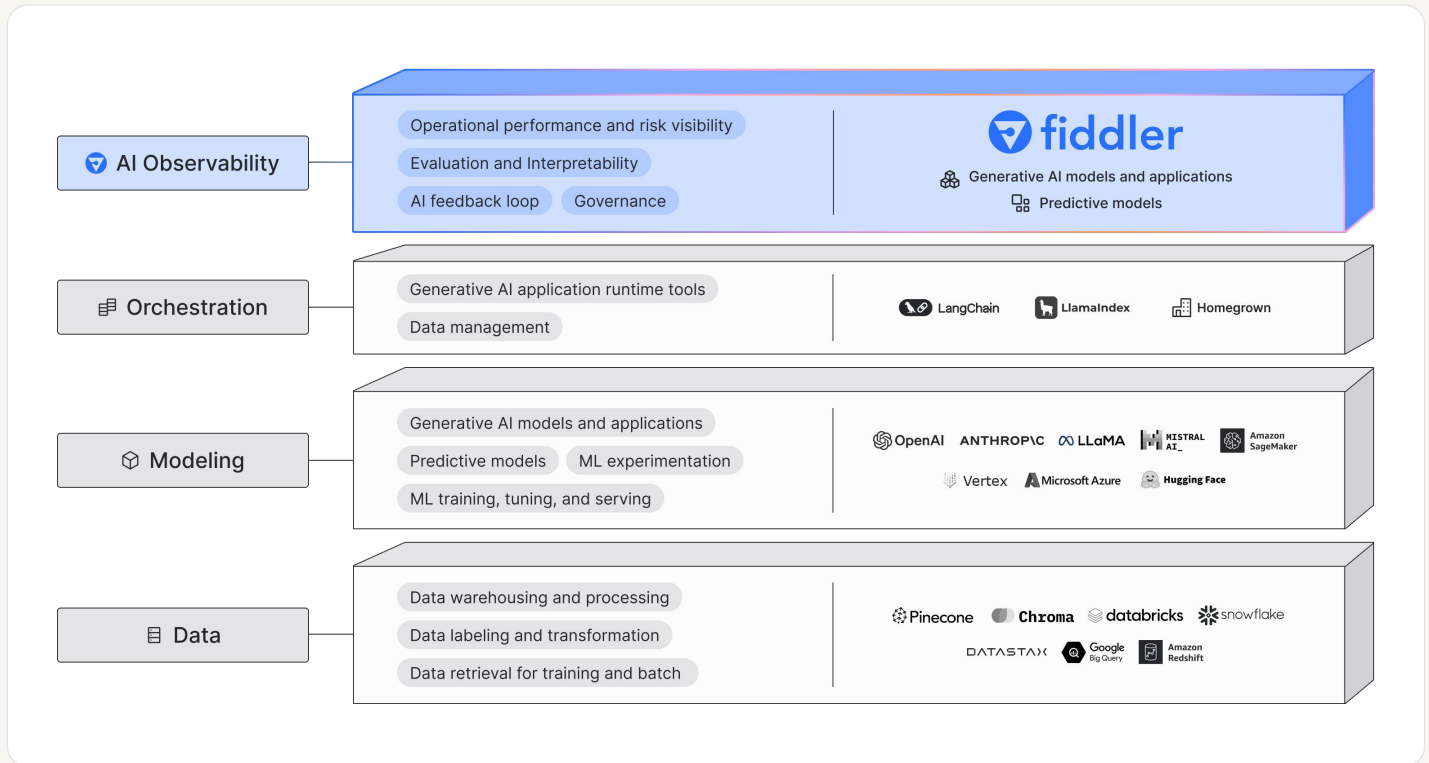 AI Observability
Operational performance and risk visibility
Evaluation and Interpretability
AI feedback loop
Governance
fiddler
Generative AI models and applications
Predictive models
Orchestration
Generative AI application runtime tools
Data management
LangChain
LlamaIndex
Homegrown
Modeling
Generative AI models and applications
Predictive models
ML experimentation
ML training, tuning, and serving
OpenAI
ANTHROP\C
LLaMA
MISTRAL
AI_
Amazon
SageMaker
Vertex
Microsoft Azure
Hugging Face
Data
Data warehousing and processing
Data labeling and transformation
Data retrieval for training and batch
Pinecone
Chroma
databricks
snowflake
DATASTAX
Google
Big Query
Amazon
Redshift